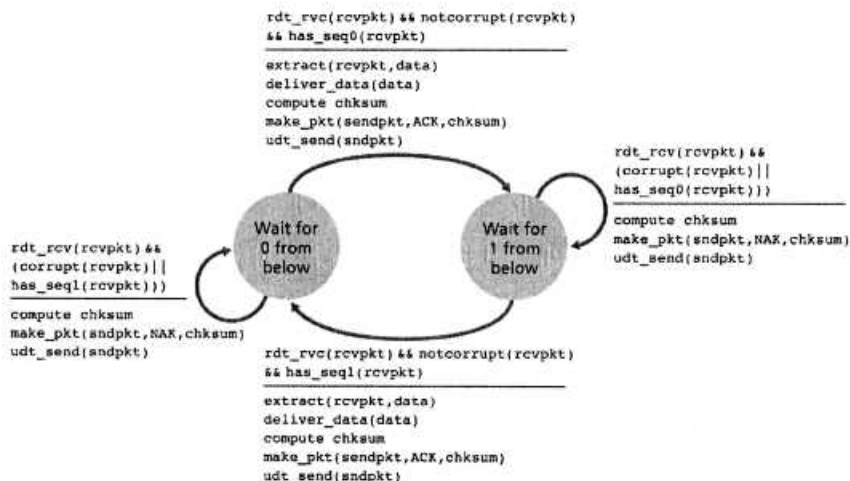 rdt_rvc(rcvpkt) && notcorrupt(rcvpkt)
&& has_seq0(rcvpkt)
extract(rcvpkt,data)
deliver_data(data)
compute chksum
make_pkt(sendpkt,ACK,chksum)
udt_send(sndpkt)
rdt_rcv(rcvpkt) &&
(corrupt(rcvpkt)||
has_seq0(rcvpkt)))
compute chksum
make_pkt(sndpkt,NAK,chksum)
udt_send(sndpkt)
Wait for
0 from
below
Wait for
1 from
below
rdt_rcv(rcvpkt) &&
(corrupt(rcvpkt)||
has_seq1(rcvpkt)))
compute chksum
make_pkt(sndpkt,NAK,chksum)
udt_send(sndpkt)
rdt_rvc(rcvpkt) && notcorrupt(rcvpkt)
&& has_seq1(rcvpkt)
extract(rcvpkt,data)
deliver_data(data)
compute chksum
make_pkt(sendpkt,ACK,chksum)
udt_send(sndpkt)